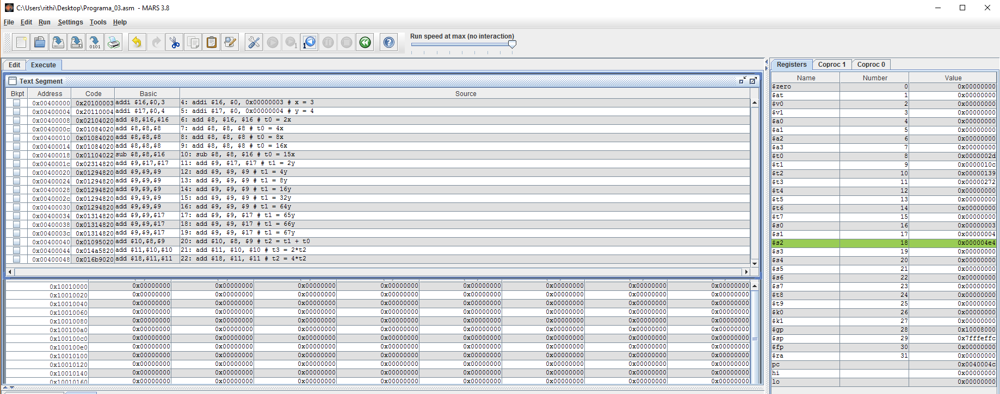 C:\Users\rithi\Desktop\Programa_03.asm - MARS 3.8
File Edit Run Settings Tools Help
Run speed at max (no interaction)
Edit Execute
Text Segment
Bkpt Address Code Basic Source
0x00400000 0x20100003 addi $16,$0,3 4: addi $16, $0, 0x00000003 # x = 3
0x00400004 0x20110004 addi $17,$0,4 5: addi $17, $0, 0x00000004 # y = 4
0x00400008 0x02104020 add $8,$16,$16 6: add $8, $16, $16 # t0 = 2x
0x0040000c 0x01084020 add $8,$8,$8 7: add $8, $8, $8 # t0 = 4x
0x00400010 0x01084020 add $8,$8,$8 8: add $8, $8, $8 # t0 = 8x
0x00400014 0x01084020 add $8,$8,$8 9: add $8, $8, $8 # t0 = 16x
0x00400018 0x01104022 sub $8,$8,$16 10: sub $8, $8, $16 # t0 = 15x
0x0040001c 0x02314820 add $9,$17,$17 11: add $9, $17, $17 # t1 = 2y
0x00400020 0x01294820 add $9,$9,$9 12: add $9, $9, $9 # t1 = 4y
0x00400024 0x01294820 add $9,$9,$9 13: add $9, $9, $9 # t1 = 8y
0x00400028 0x01294820 add $9,$9,$9 14: add $9, $9, $9 # t1 = 16y
0x0040002c 0x01294820 add $9,$9,$9 15: add $9, $9, $9 # t1 = 32y
0x00400030 0x01294820 add $9,$9,$9 16: add $9, $9, $9 # t1 = 64y
0x00400034 0x01314820 add $9,$9,$17 17: add $9, $9, $17 # t1 = 65y
0x00400038 0x01314820 add $9,$9,$17 18: add $9, $9, $17 # t1 = 66y
0x0040003c 0x01314820 add $9,$9,$17 19: add $9, $9, $17 # t1 = 67y
0x00400040 0x01095020 add $10,$8,$9 20: add $10, $8, $9 # t2 = t1 + t0
0x00400044 0x014a5820 add $11,$10,$10 21: add $11, $10, $10 # t3 = 2*t2
0x00400048 0x016b9020 add $18,$11,$11 22: add $18, $11, $11 # t2 = 4*t2
0x10010000 0x00000000 0x00000000 0x00000000 0x00000000 0x00000000 0x00000000 0x00000000 0x00000000
0x10010020 0x00000000 0x00000000 0x00000000 0x00000000 0x00000000 0x00000000 0x00000000 0x00000000
0x10010040 0x00000000 0x00000000 0x00000000 0x00000000 0x00000000 0x00000000 0x00000000 0x00000000
0x10010060 0x00000000 0x00000000 0x00000000 0x00000000 0x00000000 0x00000000 0x00000000 0x00000000
0x10010080 0x00000000 0x00000000 0x00000000 0x00000000 0x00000000 0x00000000 0x00000000 0x00000000
0x100100a0 0x00000000 0x00000000 0x00000000 0x00000000 0x00000000 0x00000000 0x00000000 0x00000000
0x100100c0 0x00000000 0x00000000 0x00000000 0x00000000 0x00000000 0x00000000 0x00000000 0x00000000
0x100100e0 0x00000000 0x00000000 0x00000000 0x00000000 0x00000000 0x00000000 0x00000000 0x00000000
0x10010100 0x00000000 0x00000000 0x00000000 0x00000000 0x00000000 0x00000000 0x00000000 0x00000000
0x10010120 0x00000000 0x00000000 0x00000000 0x00000000 0x00000000 0x00000000 0x00000000 0x00000000
0x10010140 0x00000000 0x00000000 0x00000000 0x00000000 0x00000000 0x00000000 0x00000000 0x00000000
0x10010160 0x00000000 0x00000000 0x00000000 0x00000000 0x00000000 0x00000000 0x00000000 0x00000000
Registers Coproc 1 Coproc 0
Name Number Value
$zero 0 0x00000000
$at 1 0x00000000
$v0 2 0x00000000
$v1 3 0x00000000
$a0 4 0x00000000
$a1 5 0x00000000
$a2 6 0x00000000
$a3 7 0x00000000
$t0 8 0x0000002d
$t1 9 0x0000010c
$t2 10 0x00000139
$t3 11 0x00000272
$t4 12 0x00000000
$t5 13 0x00000000
$t6 14 0x00000000
$t7 15 0x00000000
$s0 16 0x00000003
$s1 17 0x00000004
$s2 18 0x000004e4
$s3 19 0x00000000
$s4 20 0x00000000
$s5 21 0x00000000
$s6 22 0x00000000
$s7 23 0x00000000
$t8 24 0x00000000
$t9 25 0x00000000
$k0 26 0x00000000
$k1 27 0x00000000
$gp 28 0x10008000
$sp 29 0x7fffeffc
$fp 30 0x00000000
$ra 31 0x00000000
pc 0x0040004c
hi 0x00000000
lo 0x00000000